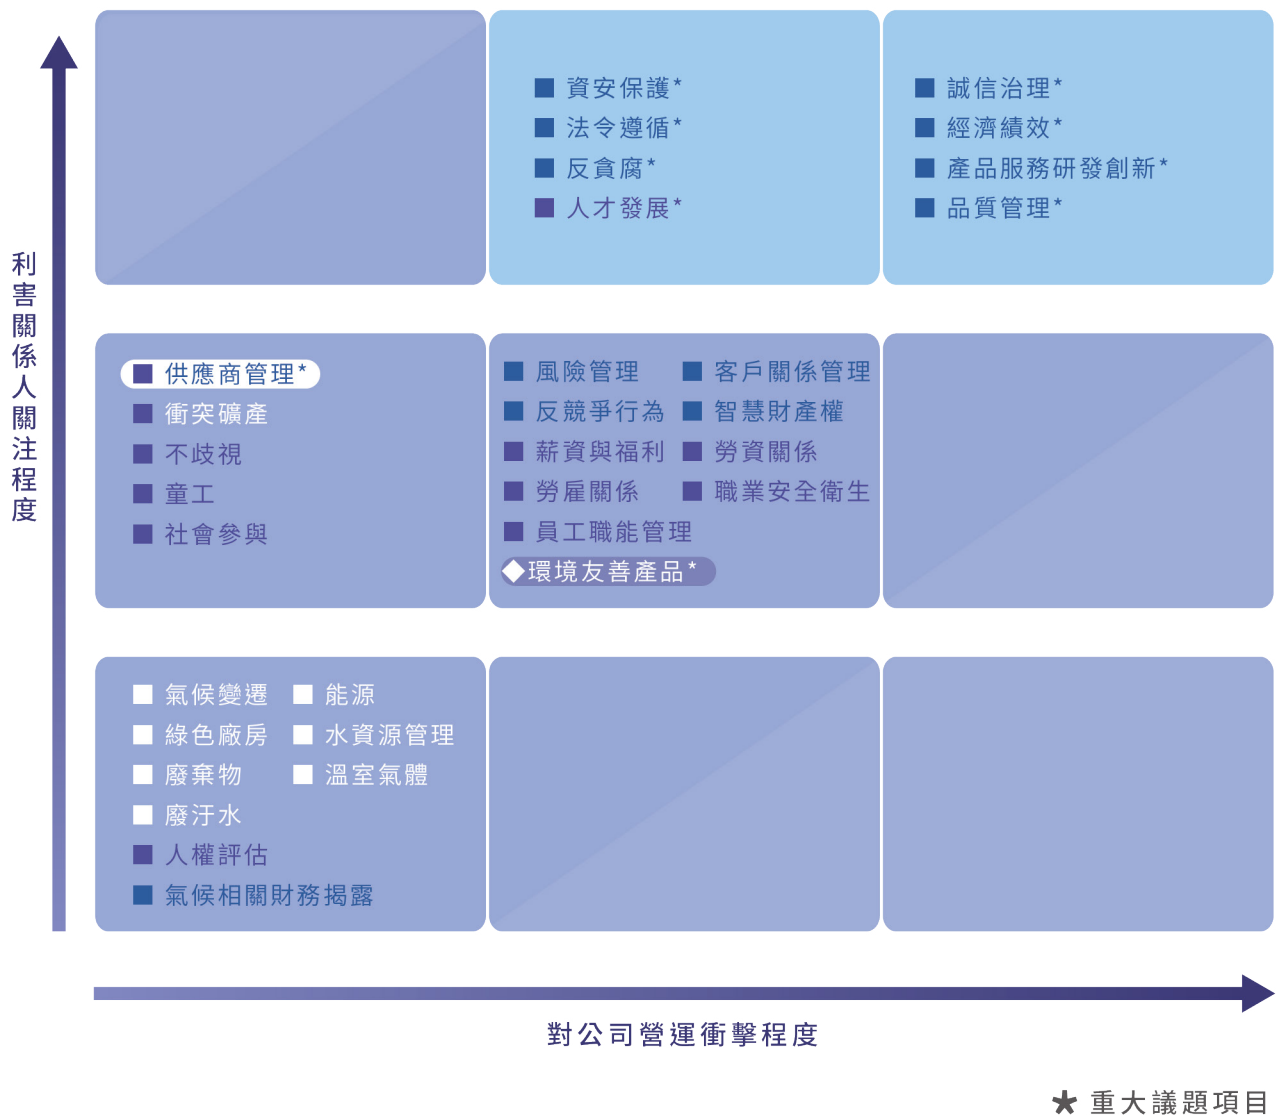 利害關係人關注程度
資安保護*
法令遵循*
反貪腐*
人才發展*
誠信治理*
經濟績效*
產品服務研發創新*
品質管理*
供應商管理*
衝突礦產
不歧視
童工
社會參與
風險管理 客戶關係管理
反競爭行為 智慧財產權
薪資與福利 勞資關係
勞雇關係 職業安全衛生
員工職能管理
環境友善產品*
氣候變遷 能源
綠色廠房 水資源管理
廢棄物 溫室氣體
廢汙水
人權評估
氣候相關財務揭露
對公司營運衝擊程度
* 重大議題項目